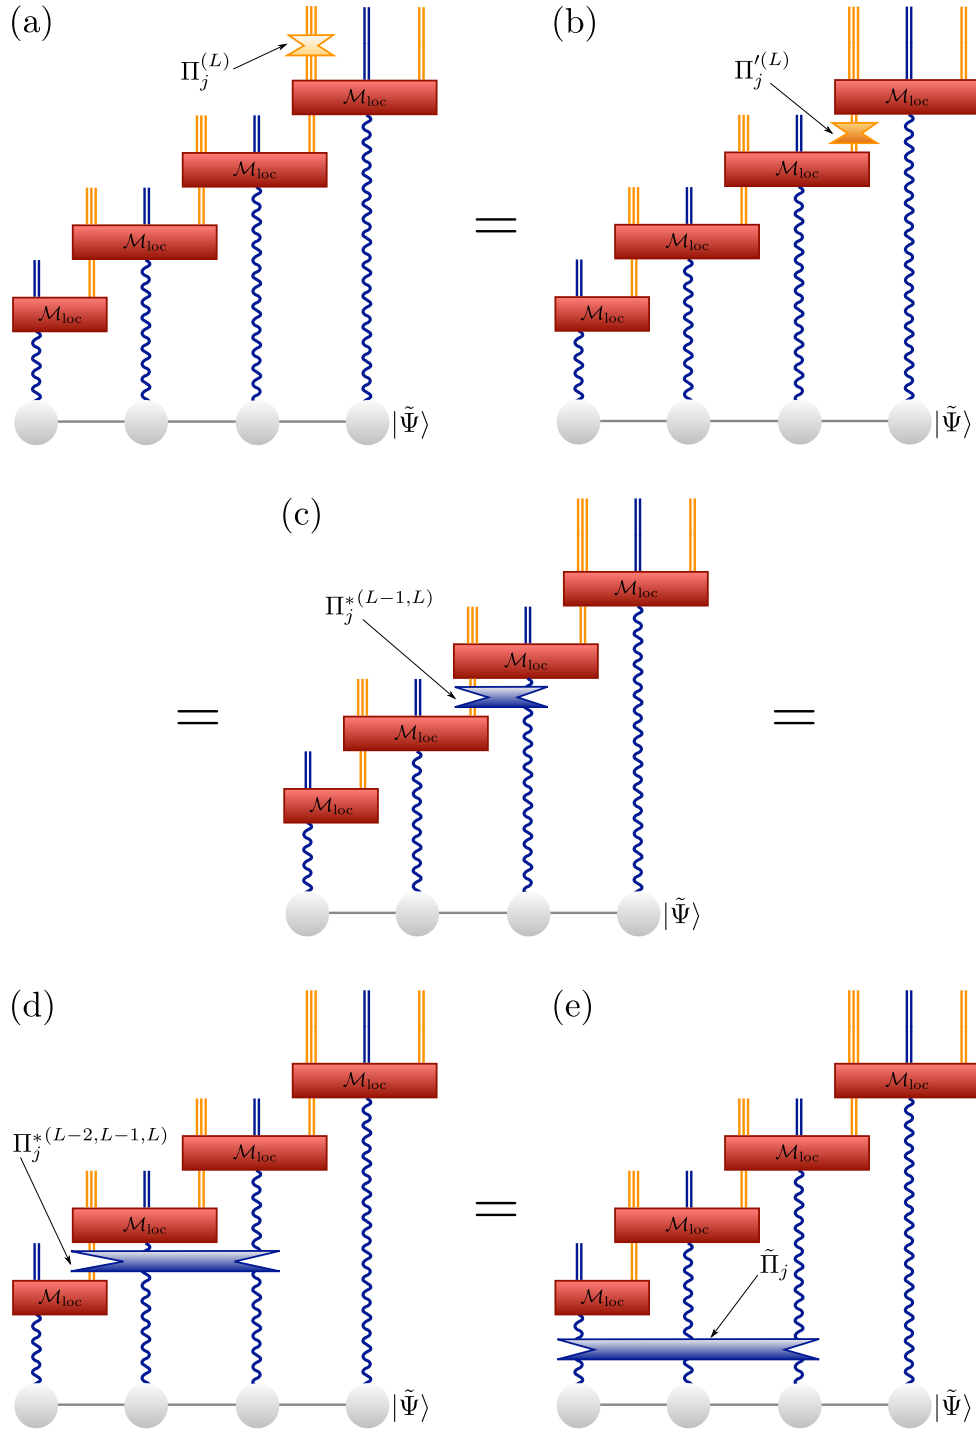 (a)
Π_j^{(L)}
ℳ_loc
ℳ_loc
ℳ_loc
ℳ_loc
|Ψ̃⟩
=
(b)
Π_j^{′(L)}
ℳ_loc
ℳ_loc
ℳ_loc
ℳ_loc
|Ψ̃⟩
=
(c)
Π_j^{*(L−1,L)}
ℳ_loc
ℳ_loc
ℳ_loc
ℳ_loc
|Ψ̃⟩
=
(d)
Π_j^{*(L−2,L−1,L)}
ℳ_loc
ℳ_loc
ℳ_loc
ℳ_loc
|Ψ̃⟩
=
(e)
Π̃_j
ℳ_loc
ℳ_loc
ℳ_loc
ℳ_loc
|Ψ̃⟩